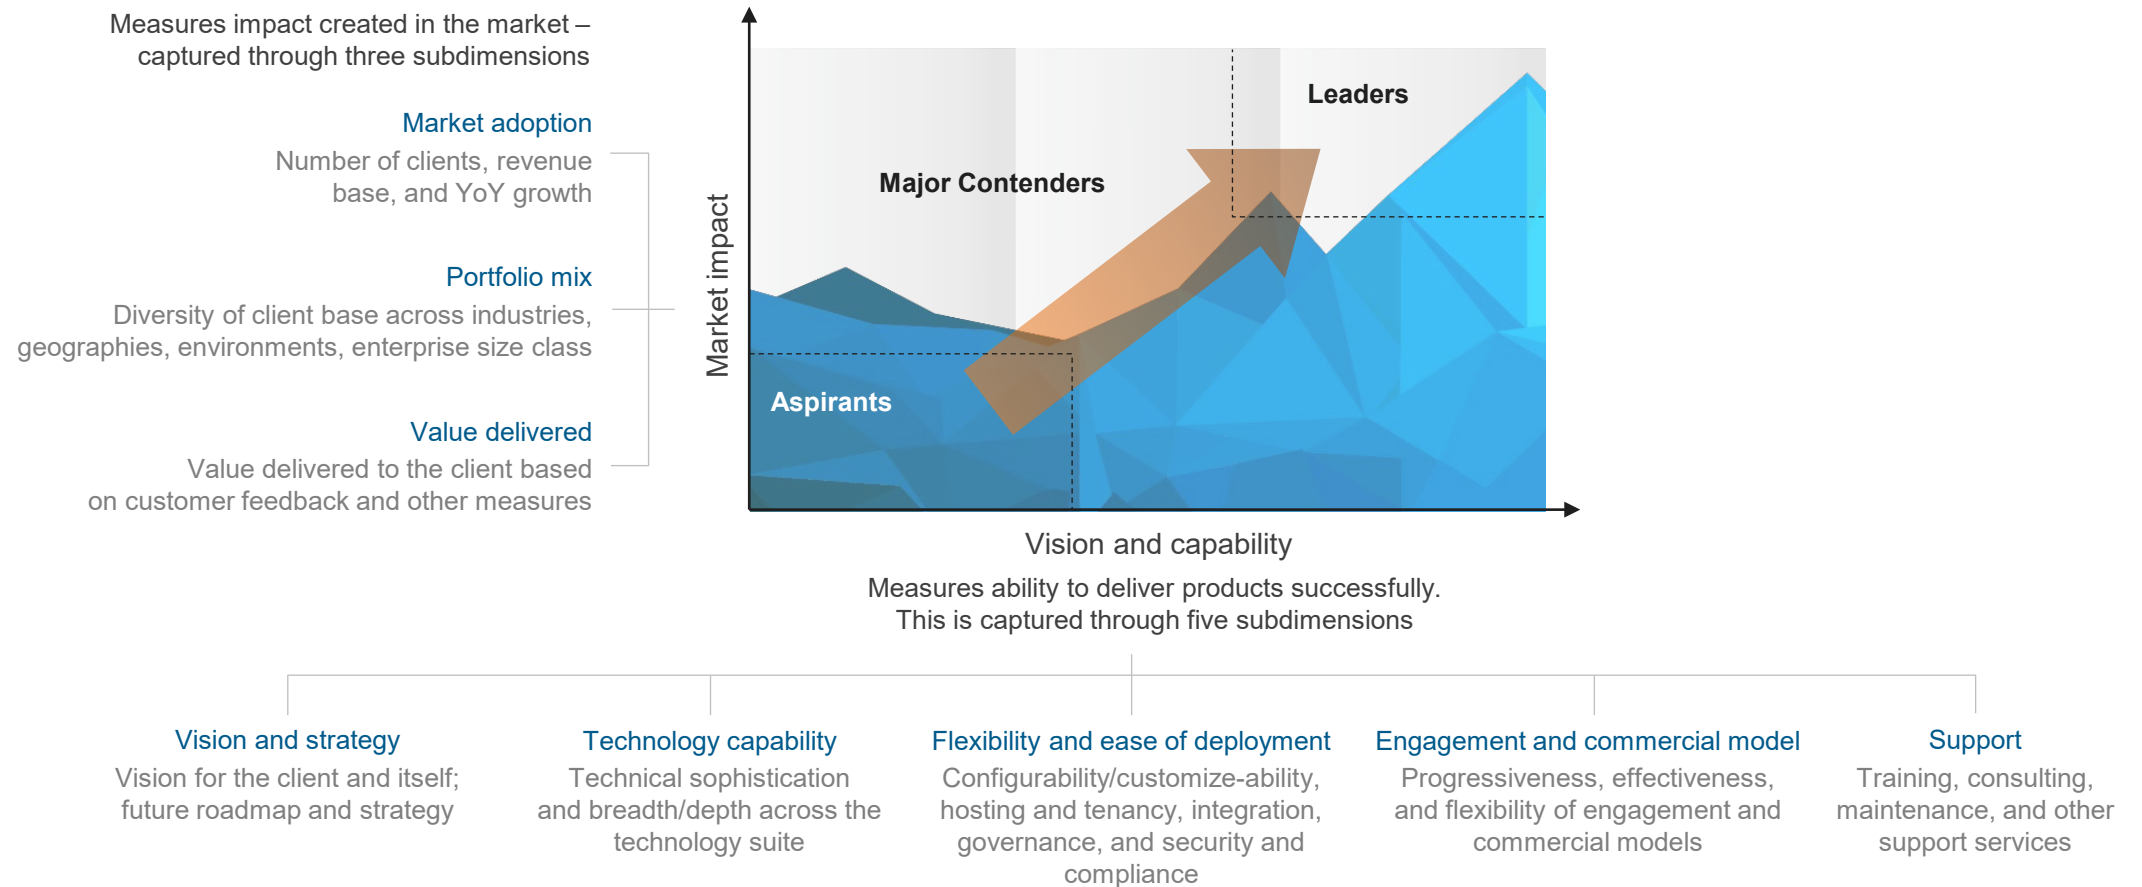 Measures impact created in the market –
captured through three subdimensions
Market adoption
Number of clients, revenue
base, and YoY growth
Portfolio mix
Diversity of client base across industries,
geographies, environments, enterprise size class
Value delivered
Value delivered to the client based
on customer feedback and other measures
Market impact
Leaders
Major Contenders
Aspirants
Vision and capability
Measures ability to deliver products successfully.
This is captured through five subdimensions
Vision and strategy
Vision for the client and itself;
future roadmap and strategy
Technology capability
Technical sophistication
and breadth/depth across the
technology suite
Flexibility and ease of deployment
Configurability/customize-ability,
hosting and tenancy, integration,
governance, and security and
compliance
Engagement and commercial model
Progressiveness, effectiveness,
and flexibility of engagement and
commercial models
Support
Training, consulting,
maintenance, and other
support services